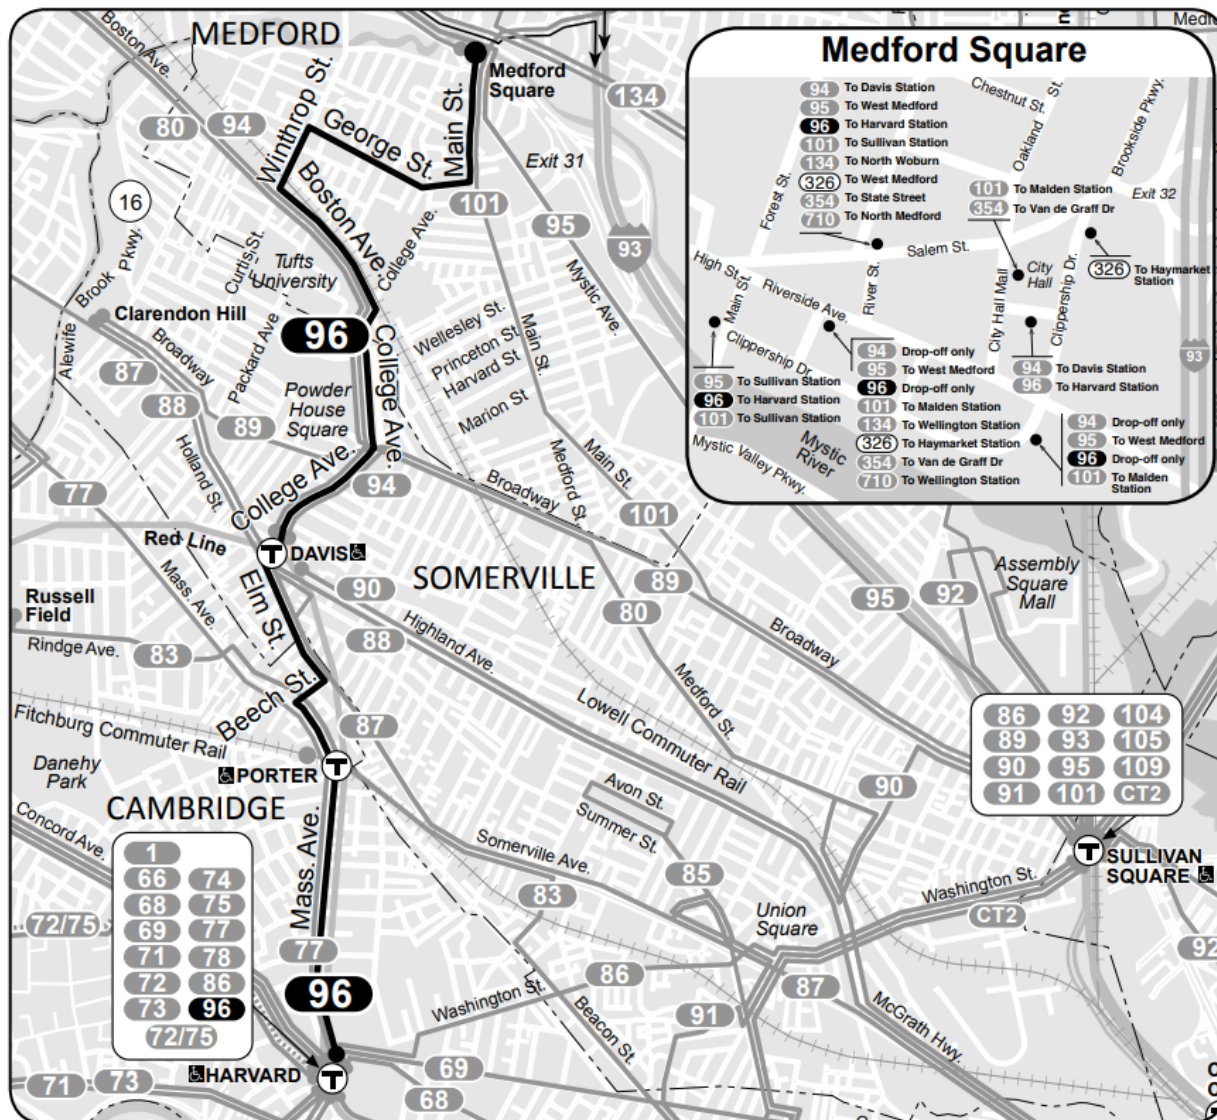 MEDFORD
Boston Ave.
Medford
Square
134
80
94
Winthrop St.
George St.
Main St.
Exit 31
16
Boston Ave.
College Ave.
101
95
93
Brook
Pkwy.
Alewife
Curtis St.
Tufts
University
Mystic Ave.
Clarendon Hill
96
Wellesley St.
Princeton St.
Harvard St
Marion St
Main St.
Broadway
87
88
89
Packard Ave
Powder
House
Square
College Ave.
Holland St.
College Ave.
94
Broadway
Medford St.
Main St.
101
77
Red Line
DAVIS
SOMERVILLE
Mass. Ave.
Elm St.
90
88
Highland Ave.
89
80
95
92
Assembly
Square
Mall
Russell
Field
Rindge Ave.
83
Broadway
Medford St.
Beech St.
87
Lowell Commuter Rail
Fitchburg Commuter Rail
Danehy
Park
PORTER
CAMBRIDGE
Concord Ave.
Mass. Ave.
Avon St.
Summer St.
90
Somerville Ave.
83
85
Union
Square
Washington St.
CT2
SULLIVAN
SQUARE
92
86 92 104
89 93 105
90 95 109
91 101 CT2
1
66 74
68 75
69 77
71 78
72 86
73 96
72/75
72/75
77
96
86
87
91
Washington St.
Beacon St.
McGrath Hwy.
HARVARD
71
73
69
68
Medford Square
94 To Davis Station
95 To West Medford
96 To Harvard Station
101 To Sullivan Station
134 To North Woburn
326 To West Medford
354 To State Street
710 To North Medford
Chestnut St.
Oakland St.
Brookside Pkwy.
Exit 32
Forest St.
101 To Malden Station
354 To Van de Graff Dr
Salem St.
High St.
Riverside Ave.
River St.
City
Hall
City Hall Mall
Clippership Dr.
326 To Haymarket
Station
Main St.
Clippership Dr.
93
95 To Sullivan Station
96 To Harvard Station
101 To Sullivan Station
94 Drop-off only
95 To West Medford
96 Drop-off only
101 To Malden Station
134 To Wellington Station
326 To Haymarket Station
354 To Van de Graff Dr
710 To Wellington Station
94 To Davis Station
96 To Harvard Station
94 Drop-off only
95 To West Medford
96 Drop-off only
101 To Malden
Station
Mystic Valley Pkwy.
Mystic
River